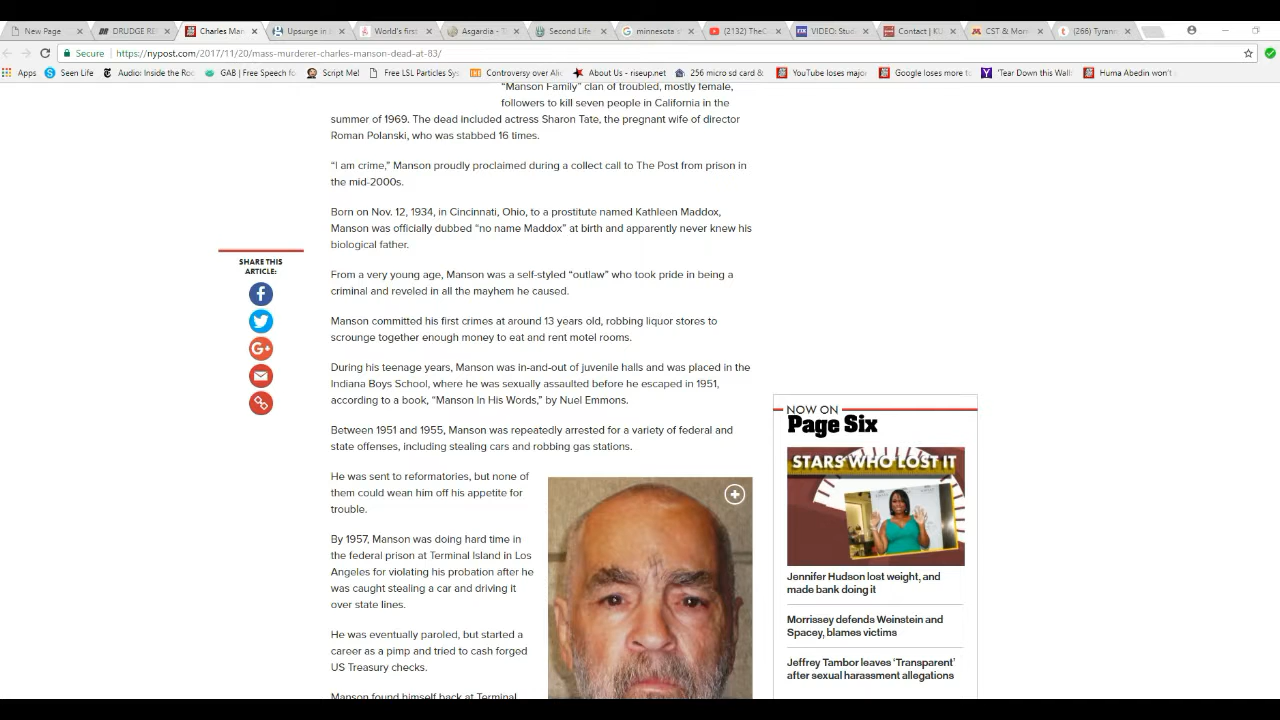 New Page
DRUDGE RE
Charles Man
Upsurge in
World's first
Asgardia - T
Second Life
minnesota s
(2132) TheC
VIDEO: Stud
Contact | KL
CST & Mon
(266) Tyrane
Secure
https://nypost.com/2017/11/20/mass-murderer-charles-manson-dead-at-83/
Apps
Seen Life
Audio: Inside the Ro
GAB | Free Speech fo
Script Me!
Free LSL Particles Sy
Controversy over Ali
About Us - riseup.net
256 micro sd card &
YouTube loses major
Google loses more t
'Tear Down this Wall
Huma Abedin won't
"Manson Family" clan of troubled, mostly female,
followers to kill seven people in California in the
summer of 1969. The dead included actress Sharon Tate, the pregnant wife of director
Roman Polanski, who was stabbed 16 times.
"I am crime," Manson proudly proclaimed during a collect call to The Post from prison in
the mid-2000s.
Born on Nov. 12, 1934, in Cincinnati, Ohio, to a prostitute named Kathleen Maddox,
Manson was officially dubbed "no name Maddox" at birth and apparently never knew his
biological father.
From a very young age, Manson was a self-styled "outlaw" who took pride in being a
criminal and reveled in all the mayhem he caused.
Manson committed his first crimes at around 13 years old, robbing liquor stores to
scrounge together enough money to eat and rent motel rooms.
During his teenage years, Manson was in-and-out of juvenile halls and was placed in the
Indiana Boys School, where he was sexually assaulted before he escaped in 1951,
according to a book, "Manson In His Words," by Nuel Emmons.
Between 1951 and 1955, Manson was repeatedly arrested for a variety of federal and
state offenses, including stealing cars and robbing gas stations.
He was sent to reformatories, but none of
them could wean him off his appetite for
trouble.
By 1957, Manson was doing hard time in
the federal prison at Terminal Island in Los
Angeles for violating his probation after he
was caught stealing a car and driving it
over state lines.
He was eventually paroled, but started a
career as a pimp and tried to cash forged
US Treasury checks.
Manson found himself back at Terminal
SHARE THIS
ARTICLE:
NOW ON
Page Six
STARS WHO LOST IT
Jennifer Hudson lost weight, and
made bank doing it
Morrissey defends Weinstein and
Spacey, blames victims
Jeffrey Tambor leaves 'Transparent'
after sexual harassment allegations